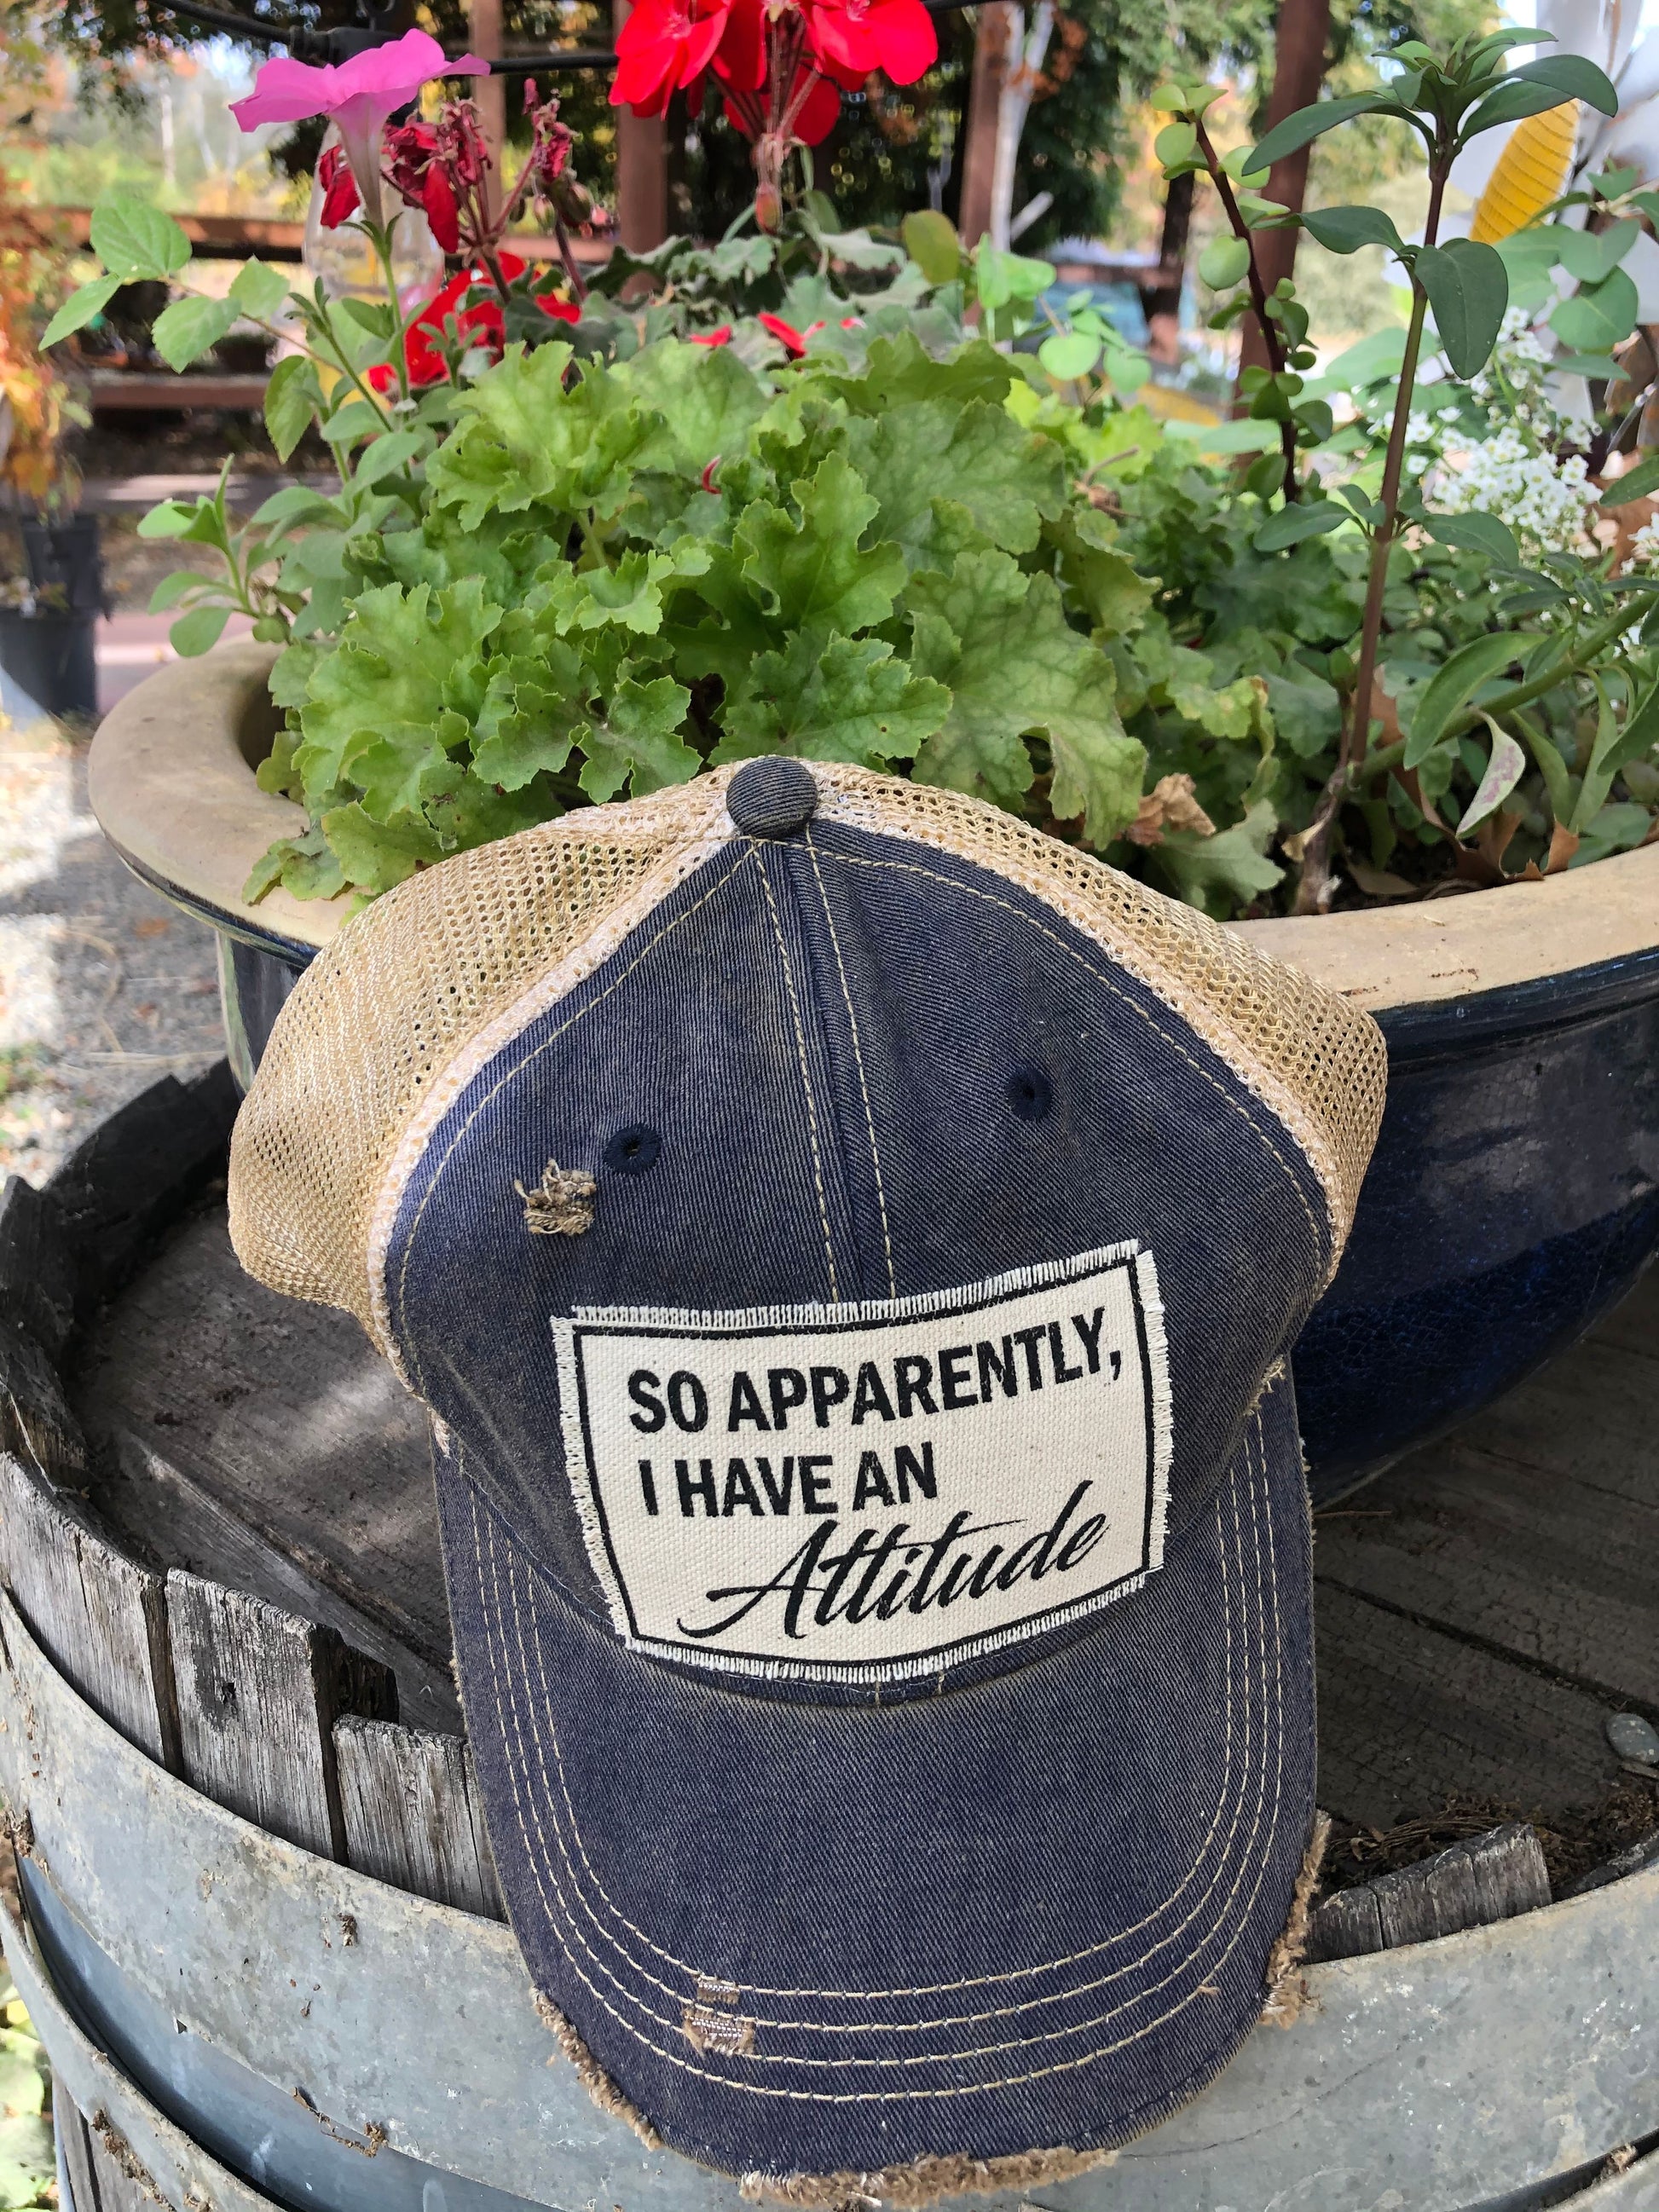 SO APPARENTLY,
I HAVE AN
Attitude